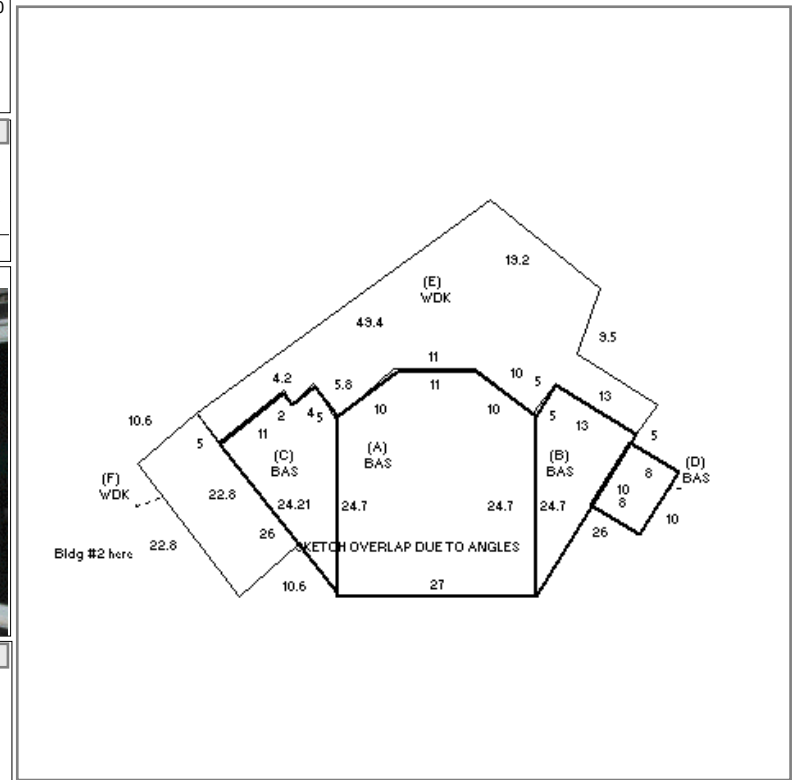 19.2
(E)
WDK
49.4
9.5
11
4.2
5.8
10
5
13
10.6
2
4
5
10
11
10
5
13
5
11
(C)
BAS
(A)
BAS
(B)
BAS
5
8
(D)
BAS
(F)
WDK
22.8
24.21
24.7
24.7
24.7
10
8
10
26
26
22.8
Bldg #2 here
SKETCH OVERLAP DUE TO ANGLES
10.6
27